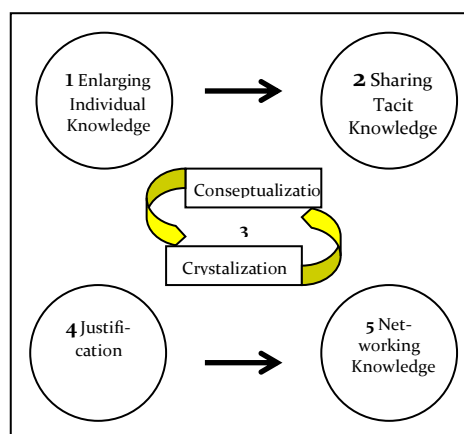 1 Enlarging
Individual
Knowledge
2 Sharing
Tacit
Knowledge
Conseptualizatio
3
Crystalization
4 Justifi-
cation
5 Net-
working
Knowledge